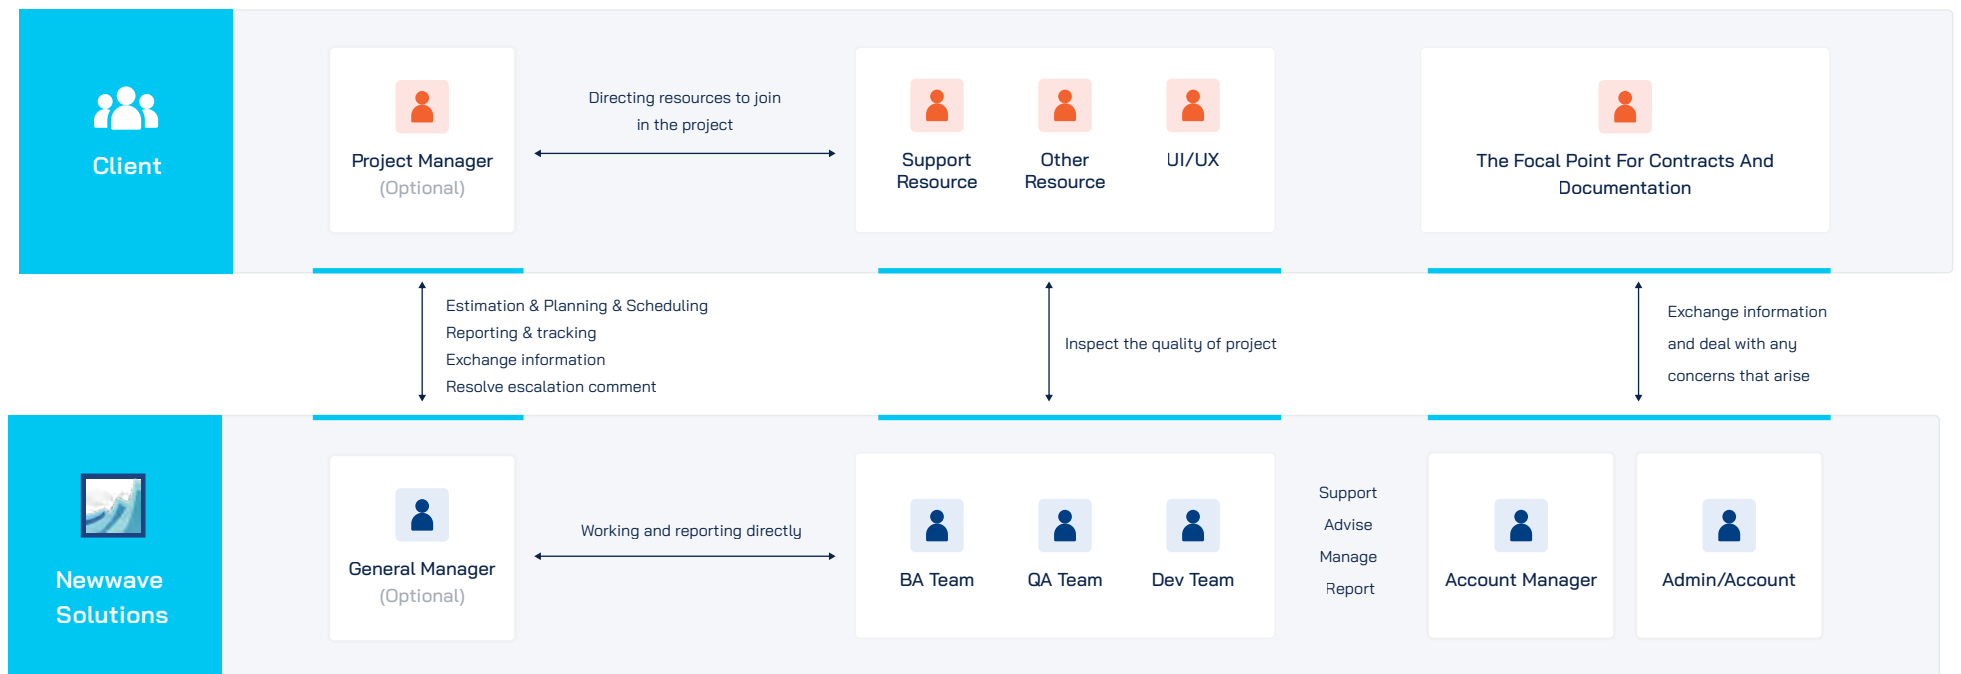 Client
Project Manager
(Optional)
Directing resources to join
in the project
Support
Resource
Other
Resource
UI/UX
The Focal Point For Contracts And
Documentation
Estimation & Planning & Scheduling
Reporting & tracking
Exchange information
Resolve escalation comment
Inspect the quality of project
Exchange information
and deal with any
concerns that arise
Newwave
Solutions
General Manager
(Optional)
Working and reporting directly
BA Team
QA Team
Dev Team
Support
Advise
Manage
Report
Account Manager
Admin/Account